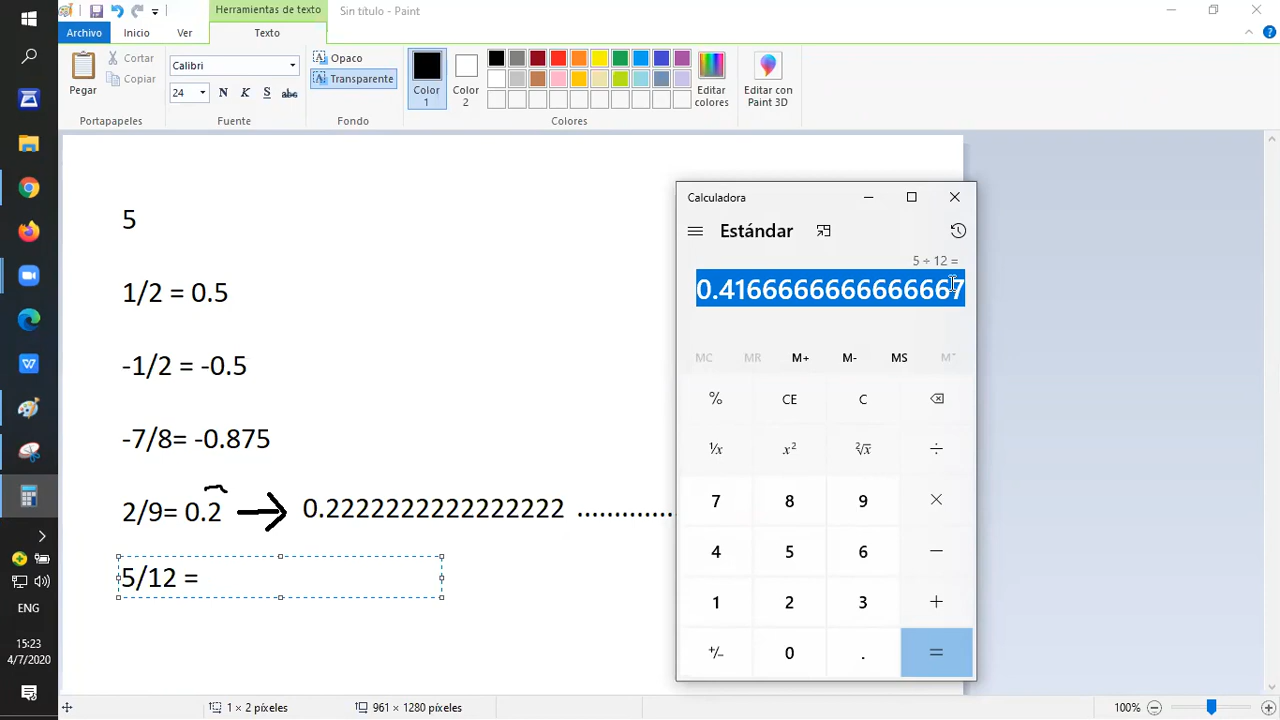 Herramientas de texto
Sin título - Paint
Archivo
Inicio
Ver
Texto
Pegar
Cortar
Copiar
Portapapeles
Calibri
24
N K S abc
Fuente
Opaco
Transparente
Fondo
Color 1
Color 2
Editar colores
Colores
Editar con Paint 3D
5
1/2 = 0.5
-1/2 = -0.5
-7/8= -0.875
2/9= 0.2
0.2222222222222222 .............
5/12 =
Calculadora
Estándar
5 ÷ 12 =
0.4166666666666667
MC MR M+ M- MS M˅
% CE C
¹/x x² ²√x ÷
7 8 9 ×
4 5 6 −
1 2 3 +
+/− 0 . =
ENG
15:23
4/7/2020
1 × 2 píxeles
961 × 1280 píxeles
100%